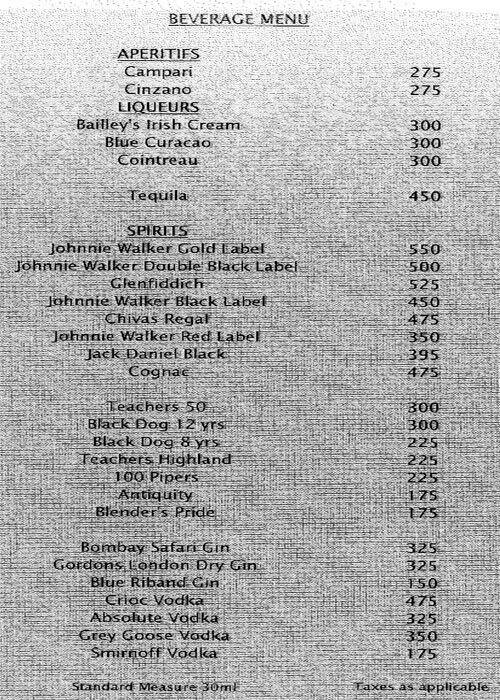 BEVERAGE MENU
APERITIFS
Campari 275
Cinzano 275
LIQUEURS
Bailley's Irish Cream 300
Blue Curacao 300
Cointreau 300
Tequila 450
SPIRITS
Johnnie Walker Gold Label 550
Johnnie Walker Double Black Label 500
Glenfiddich 525
Johnnie Walker Black Label 450
Chivas Regal 475
Johnnie Walker Red Label 350
Jack Daniel Black 395
Cognac 475
Teachers 50 300
Black Dog 12 yrs 300
Black Dog 8 yrs 225
Teachers Highland 225
100 Pipers 225
Antiquity 175
Blender's Pride 175
Bombay Safari Gin 325
Gordons London Dry Gin 325
Blue Riband Gin 150
Crioc Vodka 475
Absolute Vodka 325
Grey Goose Vodka 350
Smirnoff Vodka 175
Standard Measure 30ml Taxes as applicable.